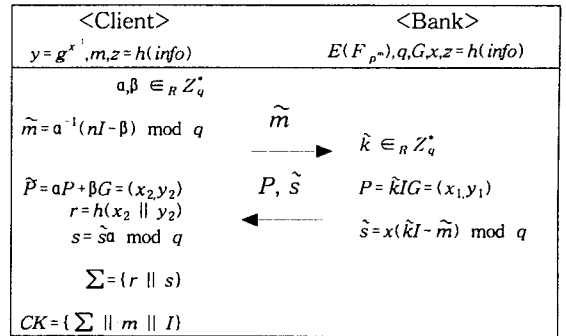 <Client> <Bank>
y = g^{x^{-1}}, m, z = h(info) E(F_{p^m}), q, G, x, z = h(info)
α, β ∈_R Z_q^*
m̃ = α^{-1}(nI − β) mod q
m̃
k̂ ∈_R Z_q^*
P̃ = αP + βG = (x_2, y_2) P, s̃ P = k̂IG = (x_1, y_1)
r = h(x_2 || y_2)
s = s̃α mod q s̃ = x(k̂I − m̃) mod q
Σ = {r || s}
CK = {Σ || m || I}